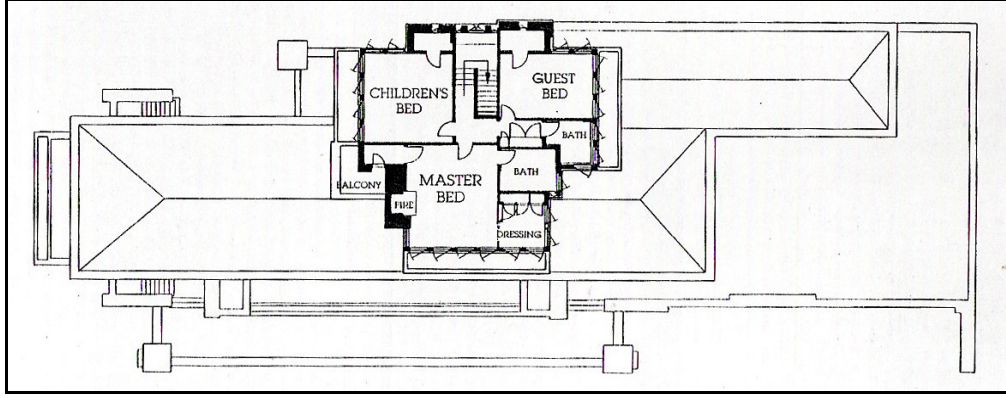 CHILDREN'S
BED
GUEST
BED
BATH
BATH
BALCONY
MASTER
BED
FIRE
DRESSING